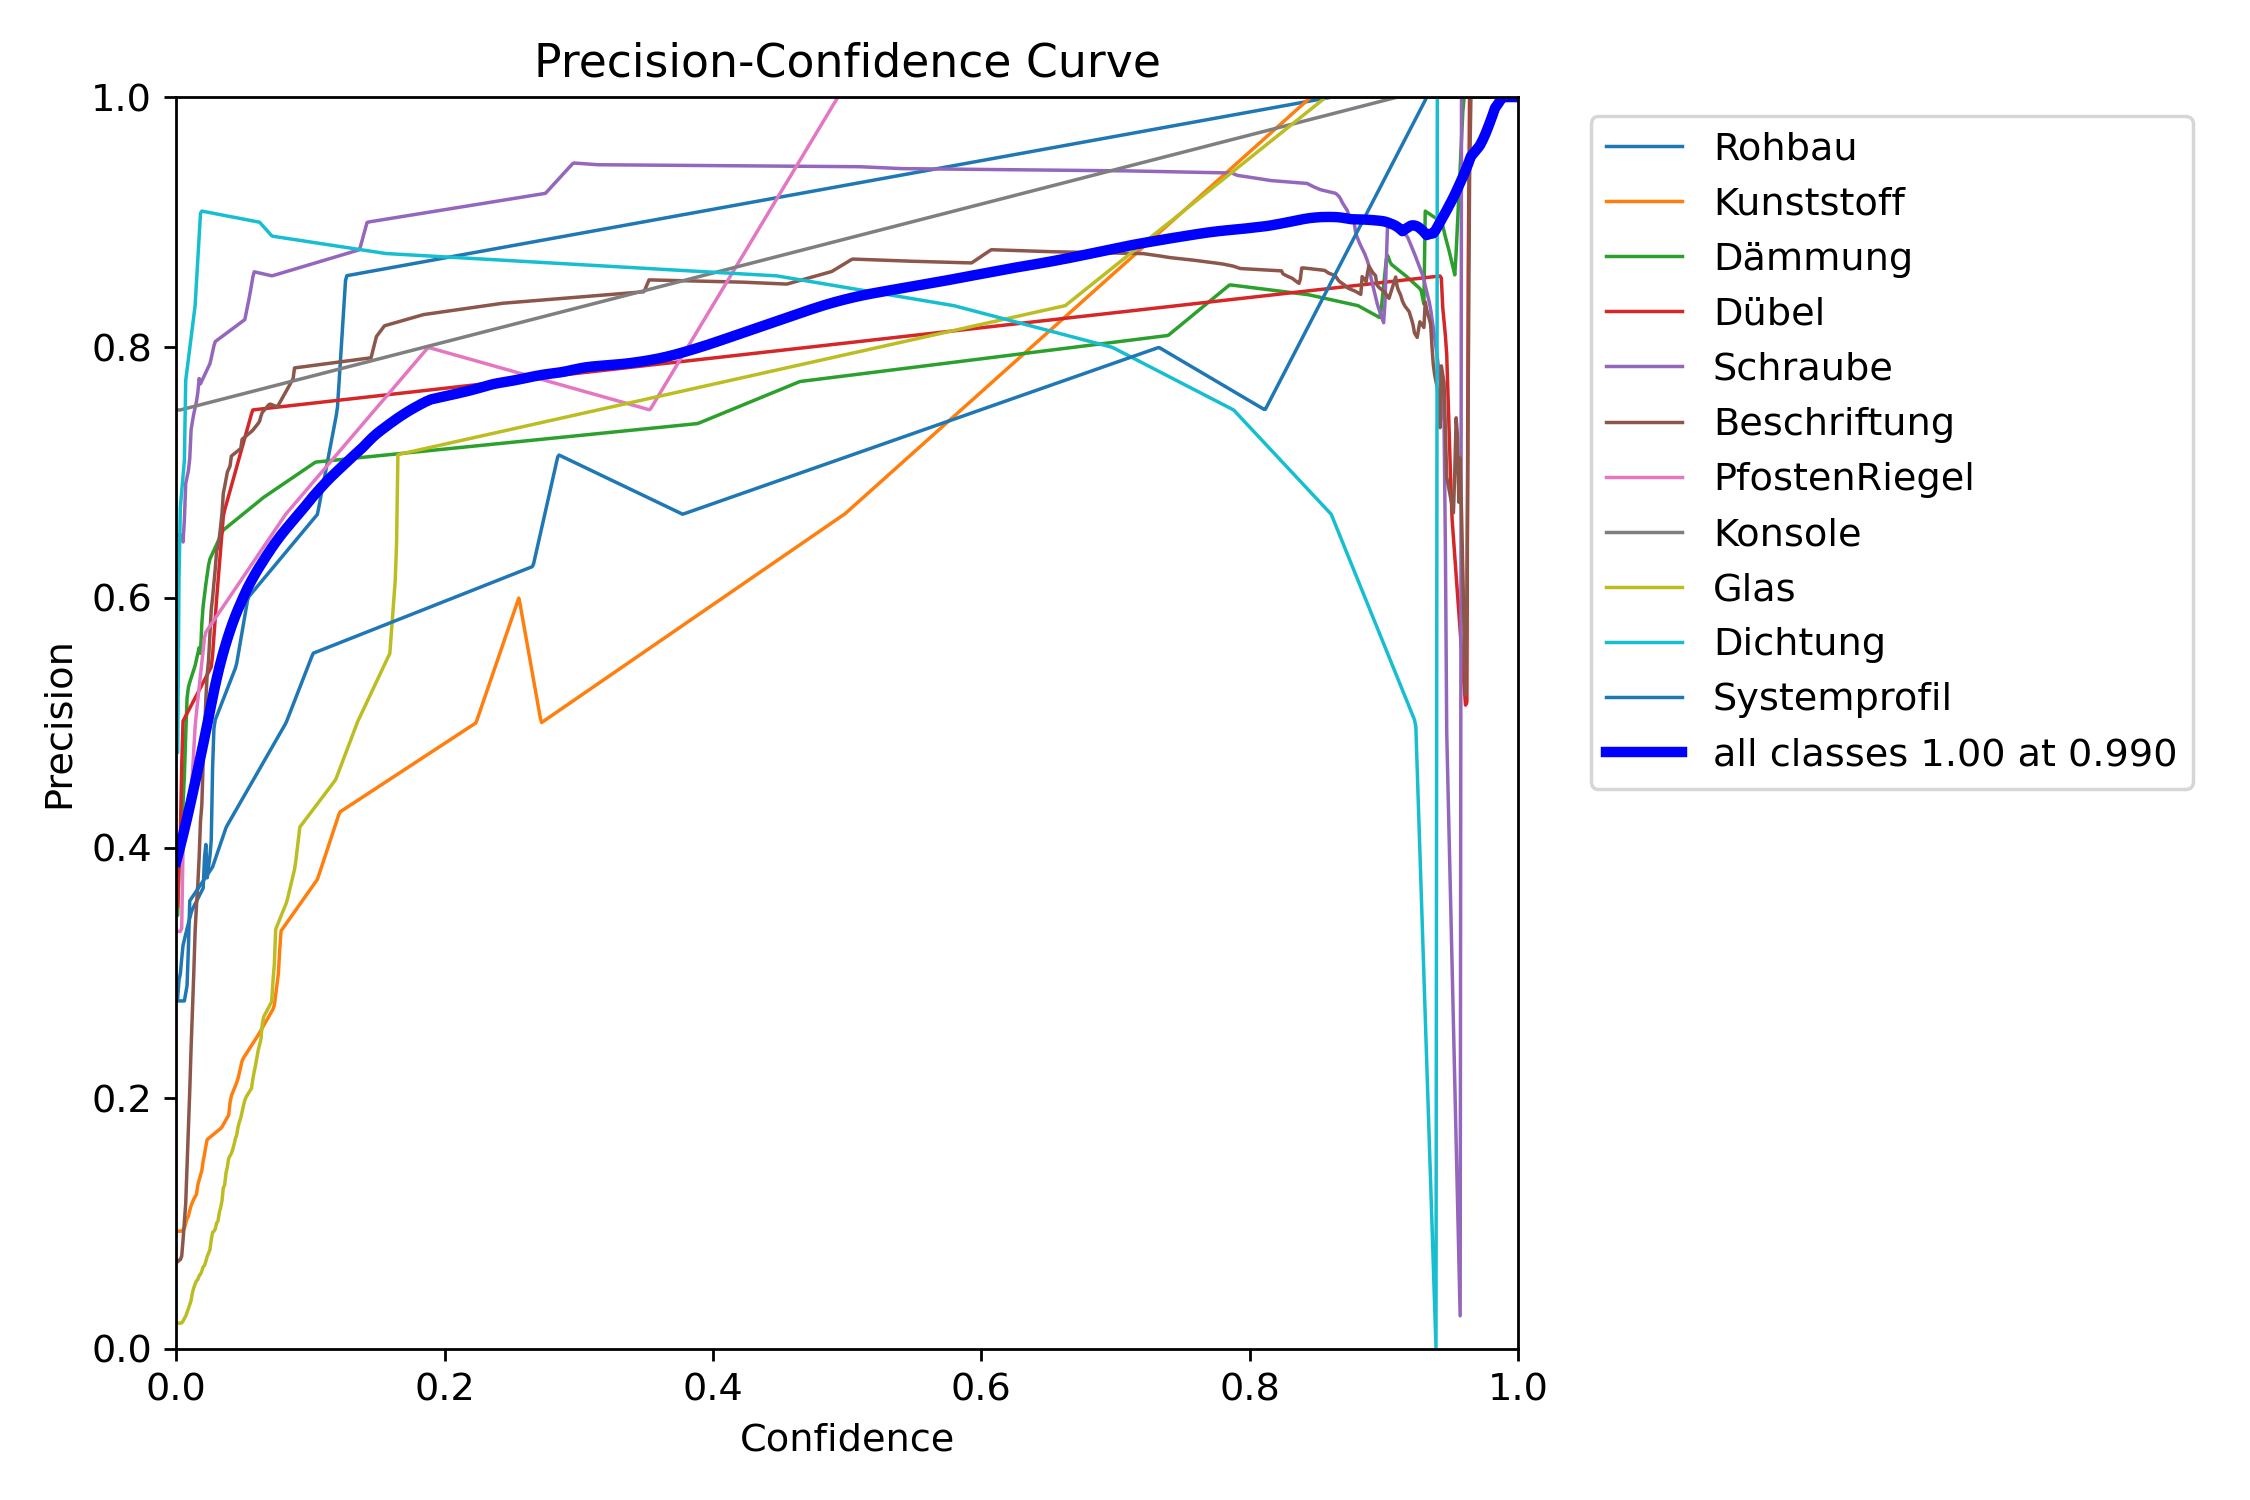 Precision-Confidence Curve
1.0
0.8
0.6
0.4
0.2
0.0
Precision
0.0 0.2 0.4 0.6 0.8 1.0
Confidence
Rohbau
Kunststoff
Dämmung
Dübel
Schraube
Beschriftung
PfostenRiegel
Konsole
Glas
Dichtung
Systemprofil
all classes 1.00 at 0.990